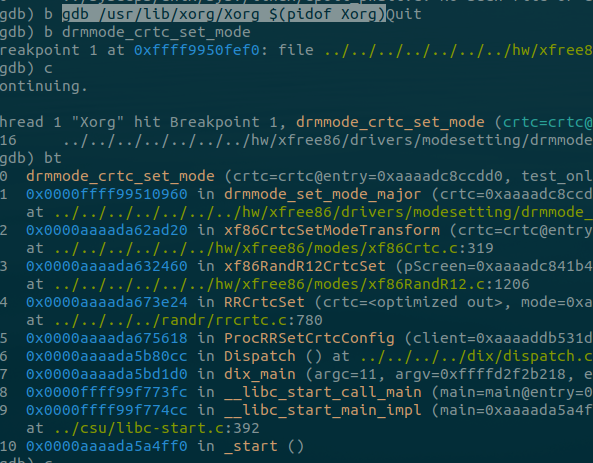 gdb) b gdb /usr/lib/xorg/Xorg $(pidof Xorg)Quit
gdb) b drmmode_crtc_set_mode
reakpoint 1 at 0xffff9950fef0: file ../../../../../../../hw/xfree8
gdb) c
ontinuing.
hread 1 "Xorg" hit Breakpoint 1, drmmode_crtc_set_mode (crtc=crtc@
16      ../../../../../../../hw/xfree86/drivers/modesetting/drmmode
gdb) bt
0  drmmode_crtc_set_mode (crtc=crtc@entry=0xaaaadc8ccdd0, test_onl
1  0x0000ffff99510960 in drmmode_set_mode_major (crtc=0xaaaadc8ccd
at ../../../../../../../hw/xfree86/drivers/modesetting/drmmode_
2  0x0000aaaada62ad20 in xf86CrtcSetModeTransform (crtc=crtc@entry
at ../../../../../../hw/xfree86/modes/xf86Crtc.c:319
3  0x0000aaaada632460 in xf86RandR12CrtcSet (pScreen=0xaaaadc841b4
at ../../../../../../hw/xfree86/modes/xf86RandR12.c:1206
4  0x0000aaaada673e24 in RRCrtcSet (crtc=<optimized out>, mode=0xa
at ../../../../randr/rrcrtc.c:780
5  0x0000aaaada675618 in ProcRRSetCrtcConfig (client=0xaaaaddb531d
6  0x0000aaaada5b80cc in Dispatch () at ../../../../dix/dispatch.c
7  0x0000aaaada5bd1d0 in dix_main (argc=11, argv=0xffffd2f2b218, e
8  0x0000ffff99f773fc in __libc_start_call_main (main=main@entry=0
9  0x0000ffff99f774cc in __libc_start_main_impl (main=0xaaaada5a4f
at ../csu/libc-start.c:392
10 0x0000aaaada5a4ff0 in _start ()
gdb) c